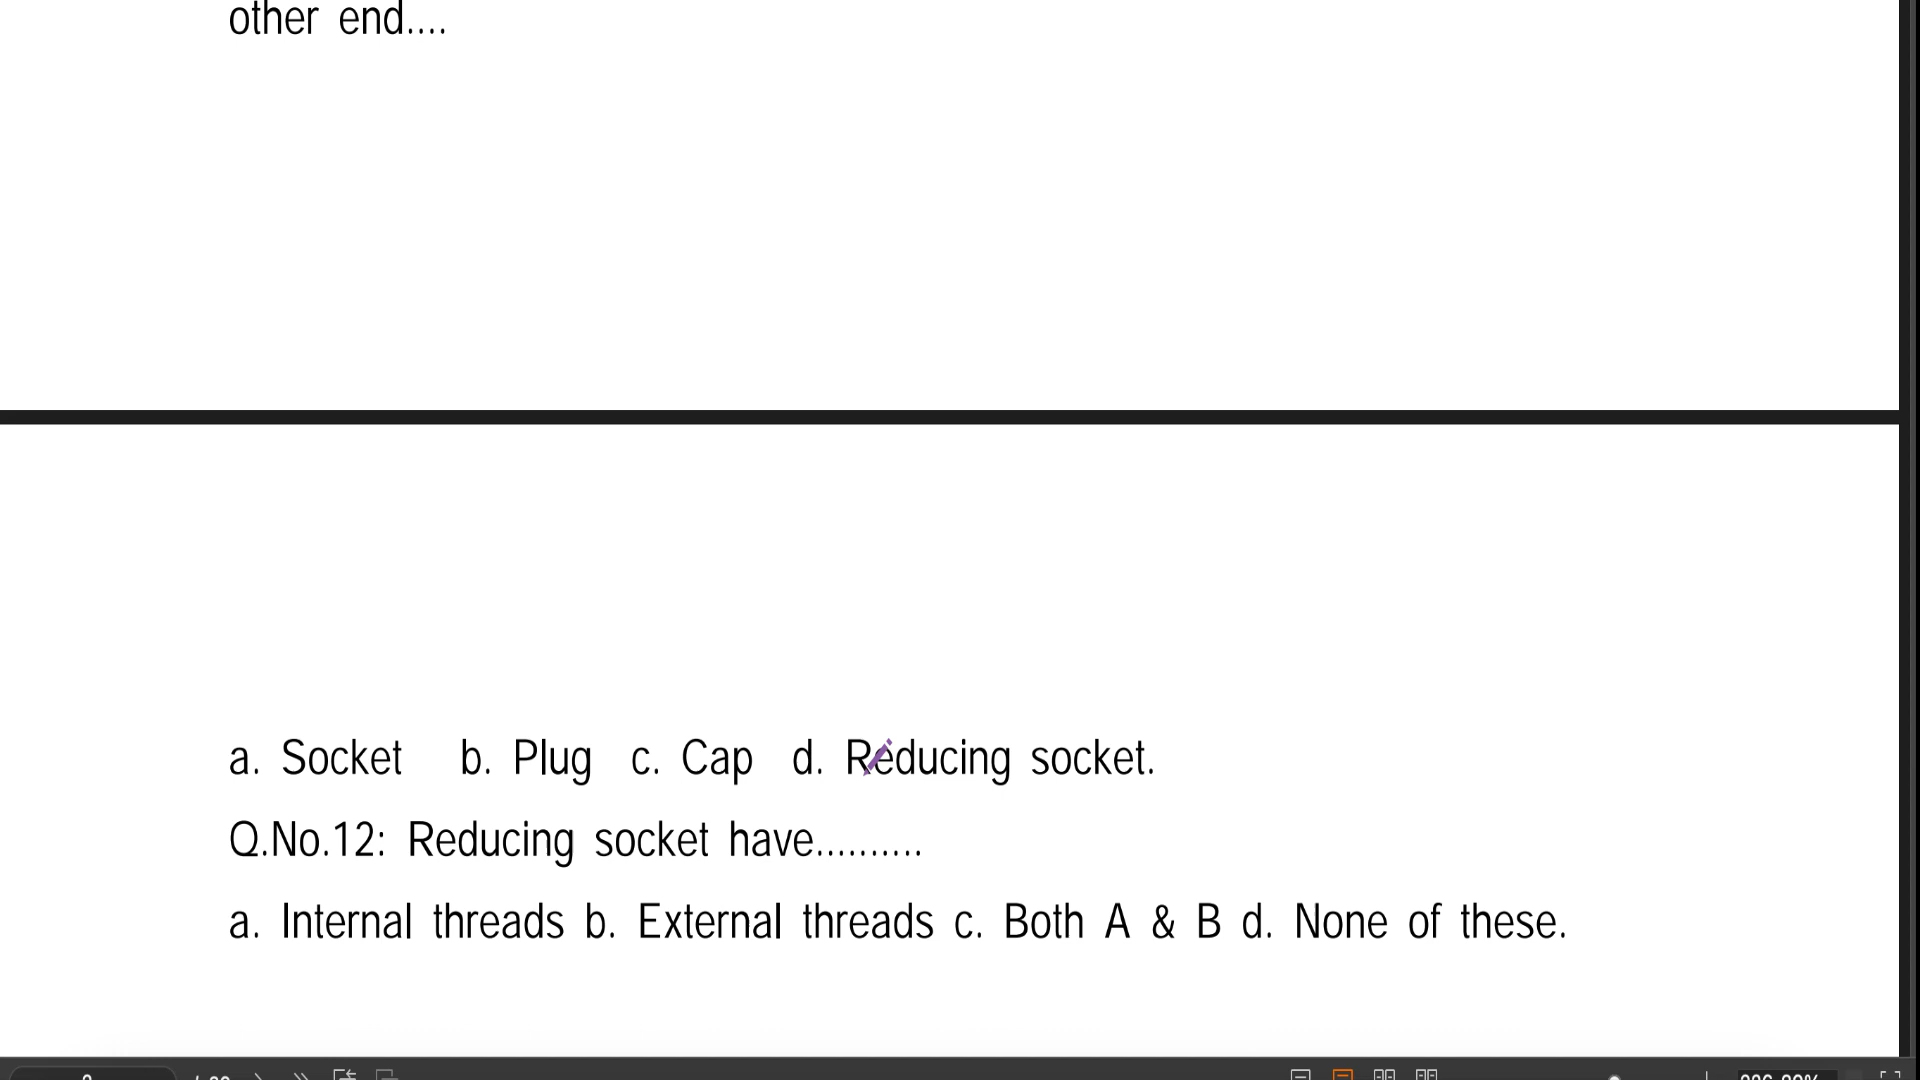 other end....
a. Socket b. Plug c. Cap d. Reducing socket.
Q.No.12: Reducing socket have..........
a. Internal threads b. External threads c. Both A & B d. None of these.